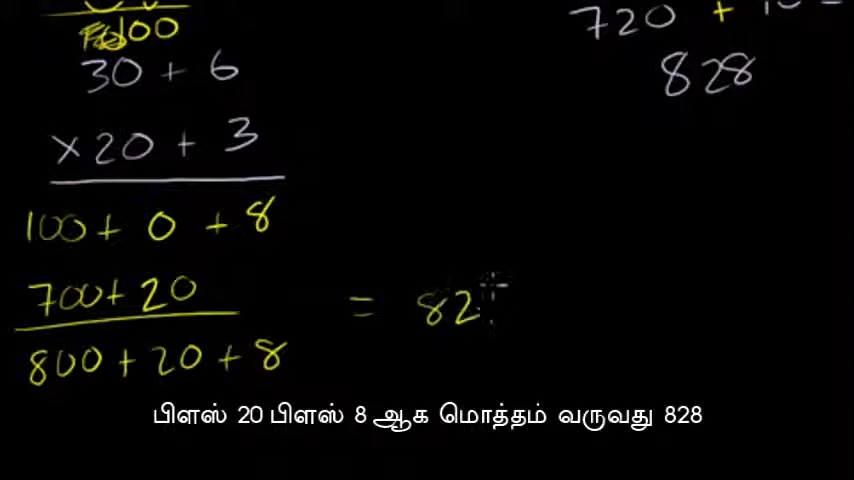 720 +
828
30 + 6
× 20 + 3
100 + 0 + 8
700 + 20
800 + 20 + 8
= 82
பிளஸ் 20 பிளஸ் 8 ஆக மொத்தம் வருவது 828